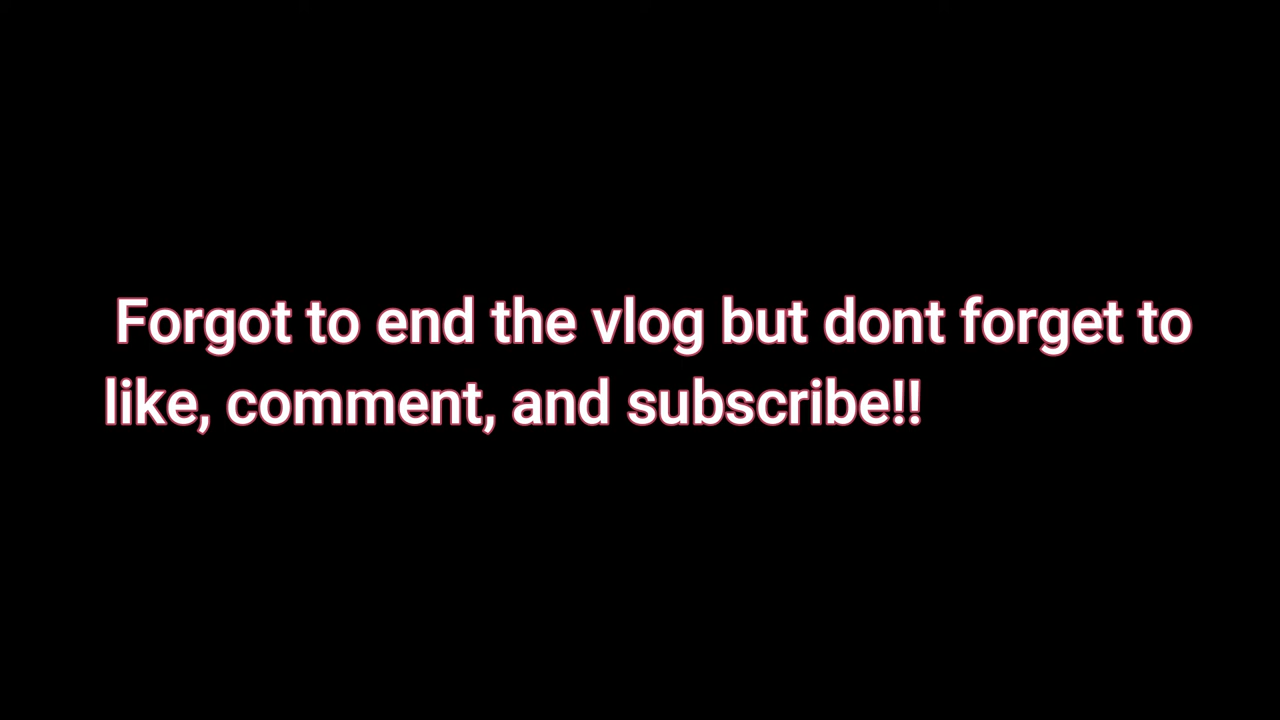 Forgot to end the vlog but dont forget to
like, comment, and subscribe!!